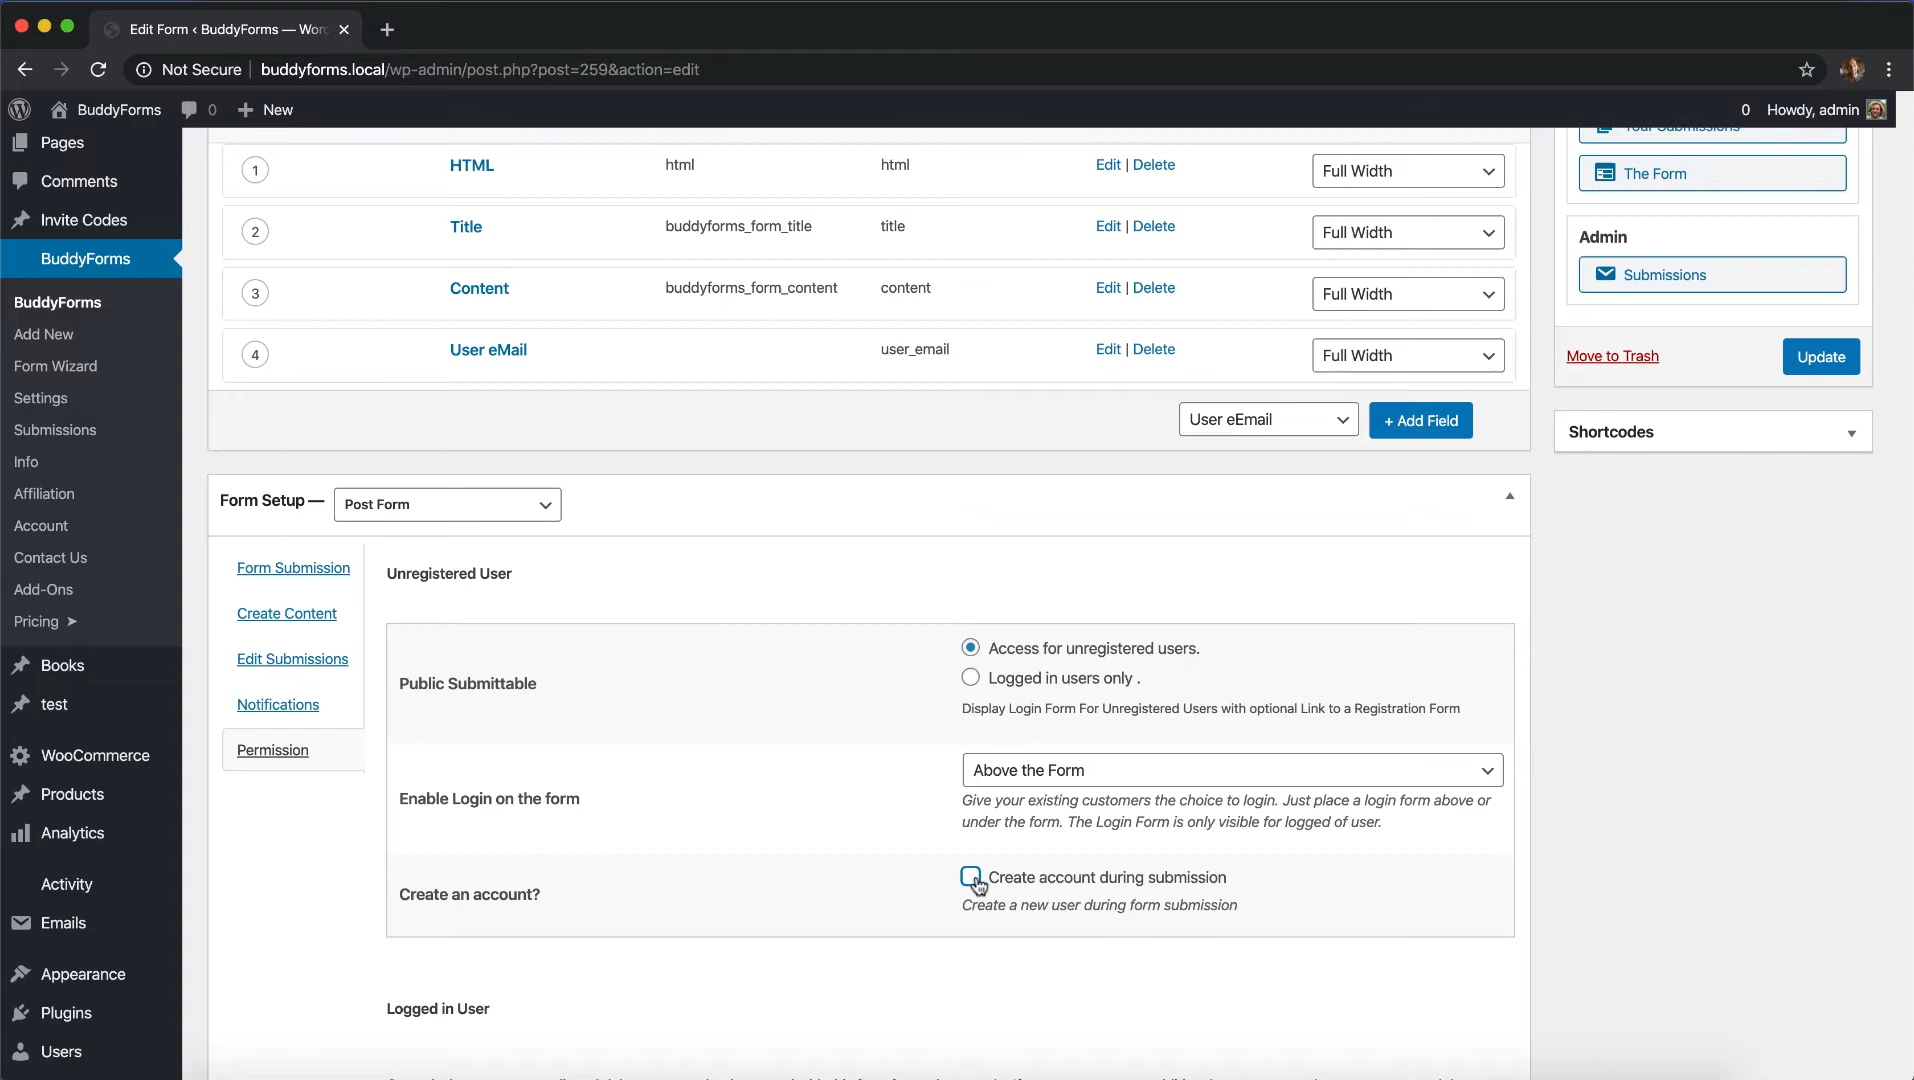 Edit Form ‹ BuddyForms — Wor
Not Secure
buddyforms.local/wp-admin/post.php?post=259&action=edit
BuddyForms
0
New
0
Howdy, admin
Pages
Comments
Invite Codes
BuddyForms
BuddyForms
Add New
Form Wizard
Settings
Submissions
Info
Affiliation
Account
Contact Us
Add-Ons
Pricing ➤
Books
test
WooCommerce
Products
Analytics
Activity
Emails
Appearance
Plugins
Users
1 HTML html html Edit | Delete Full Width
2 Title buddyforms_form_title title Edit | Delete Full Width
3 Content buddyforms_form_content content Edit | Delete Full Width
4 User eMail user_email Edit | Delete Full Width
User eEmail
+ Add Field
Form Setup —
Post Form
Form Submission
Create Content
Edit Submissions
Notifications
Permission
Unregistered User
Public Submittable
Access for unregistered users.
Logged in users only .
Display Login Form For Unregistered Users with optional Link to a Registration Form
Enable Login on the form
Above the Form
Give your existing customers the choice to login. Just place a login form above or
under the form. The Login Form is only visible for logged of user.
Create an account?
Create account during submission
Create a new user during form submission
Logged in User
Your Submissions
The Form
Admin
Submissions
Move to Trash
Update
Shortcodes